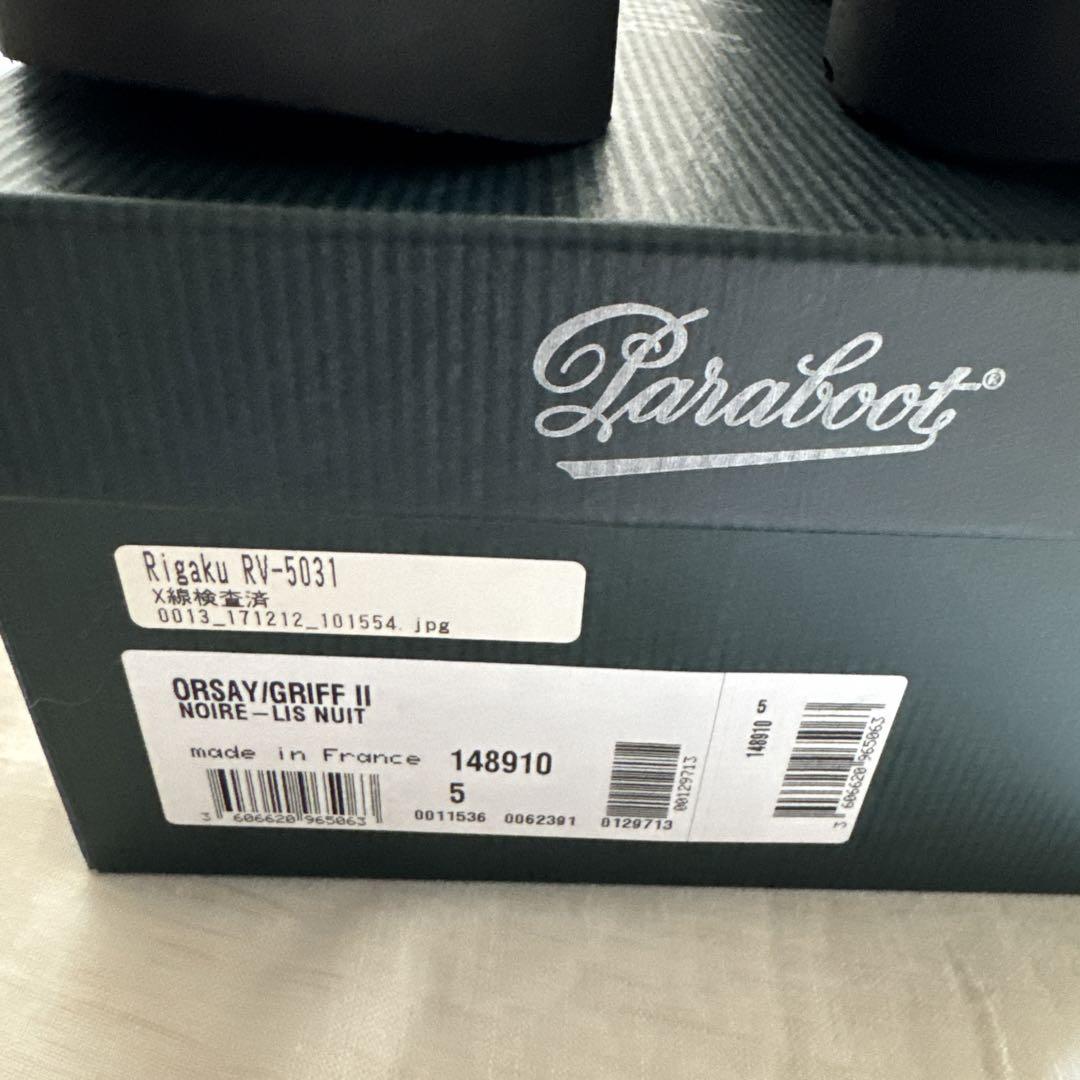 Paraboot®
Rigaku RV-5031
X線検査済
0013_171212_101554.jpg
ORSAY/GRIFF II
NOIRE–LIS NUIT
made in France 148910
5
3 606620 965063
0011536 0062391 0129713
00129713
148910 5
3 606620 965063